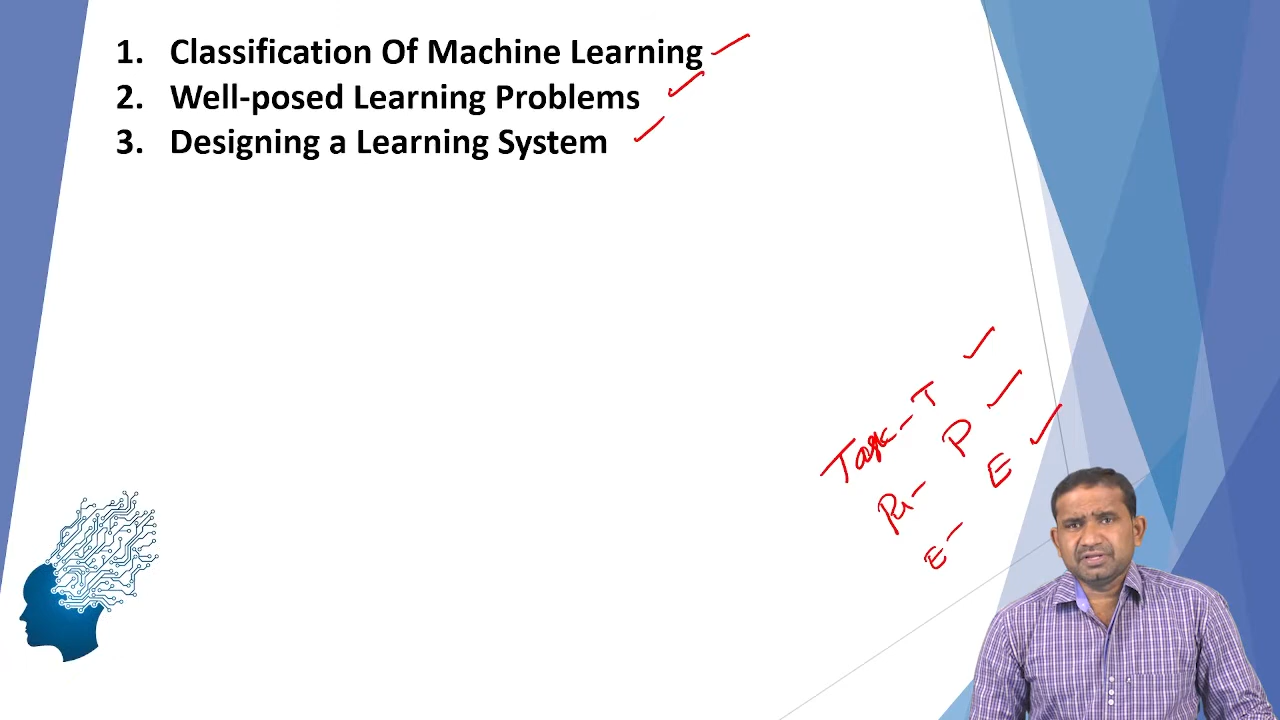 1. Classification Of Machine Learning
2. Well-posed Learning Problems
3. Designing a Learning System
Task - T
P
E
E -